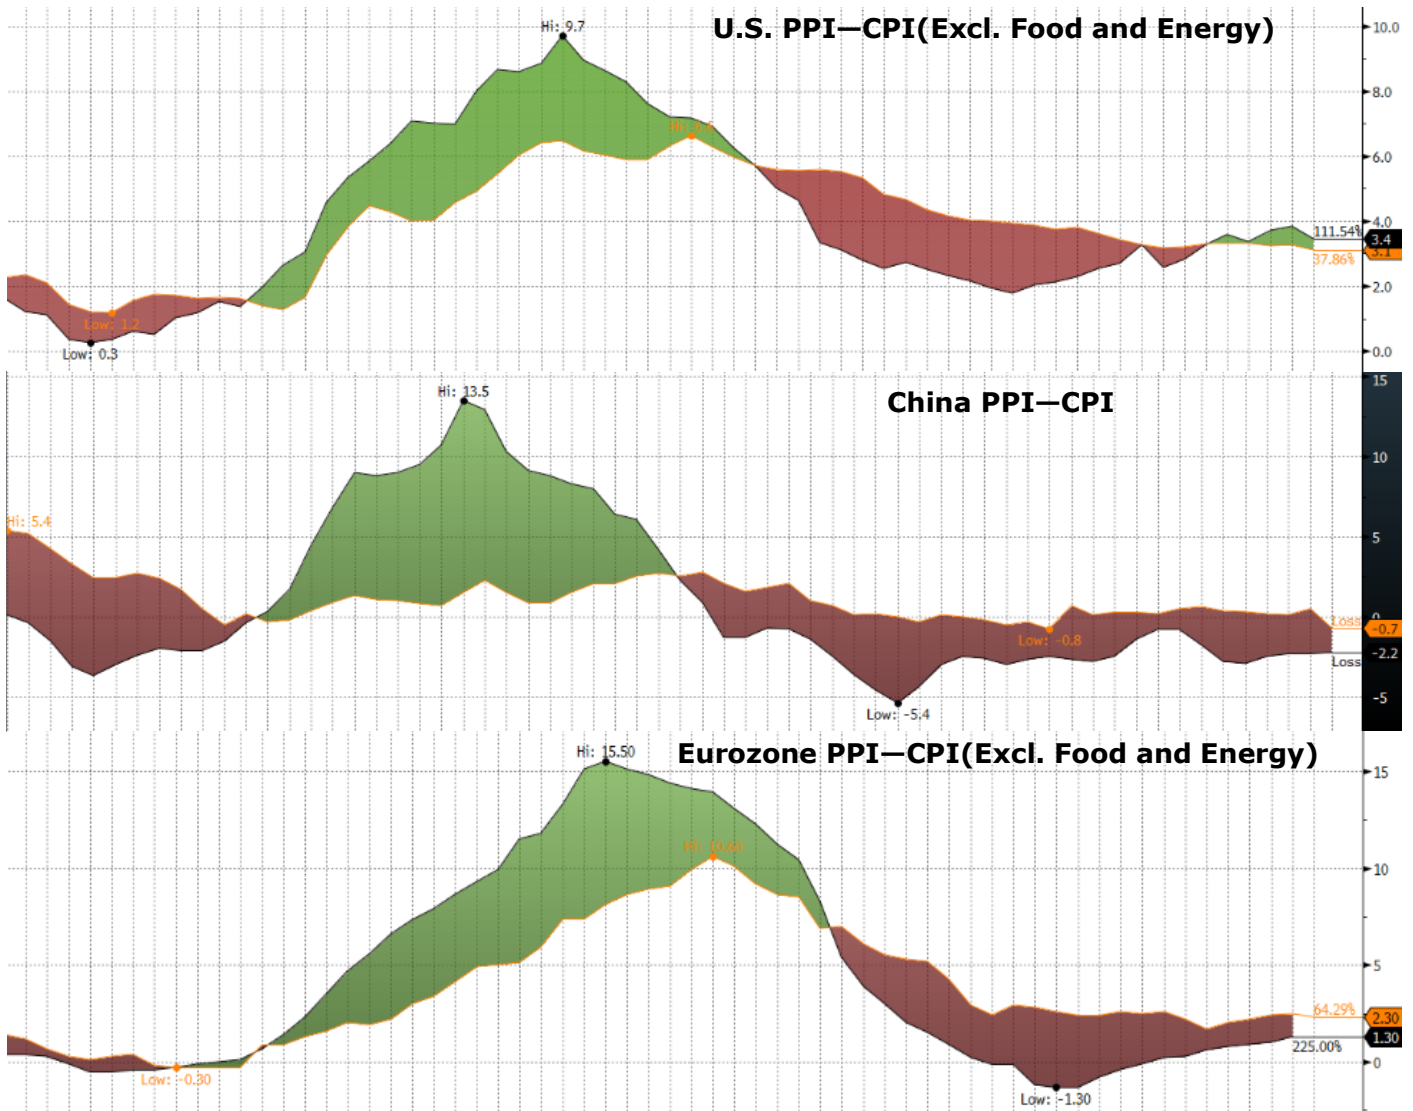 U.S. PPI—CPI(Excl. Food and Energy)
Hi: 9.7
10.0
8.0
Hi: 6.6
6.0
4.0
111.54%
3.4
3.1
37.86%
2.0
Low: 1.2
Low: 0.3
0.0
China PPI—CPI
15
Hi: 13.5
10
Hi: 5.4
5
0
Loss
-0.7
Low: -0.8
-2.2
Loss
-5
Low: -5.4
Eurozone PPI—CPI(Excl. Food and Energy)
Hi: 15.50
15
Hi: 10.60
10
5
64.29%
2.30
1.30
225.00%
0
Low: -0.30
Low: -1.30